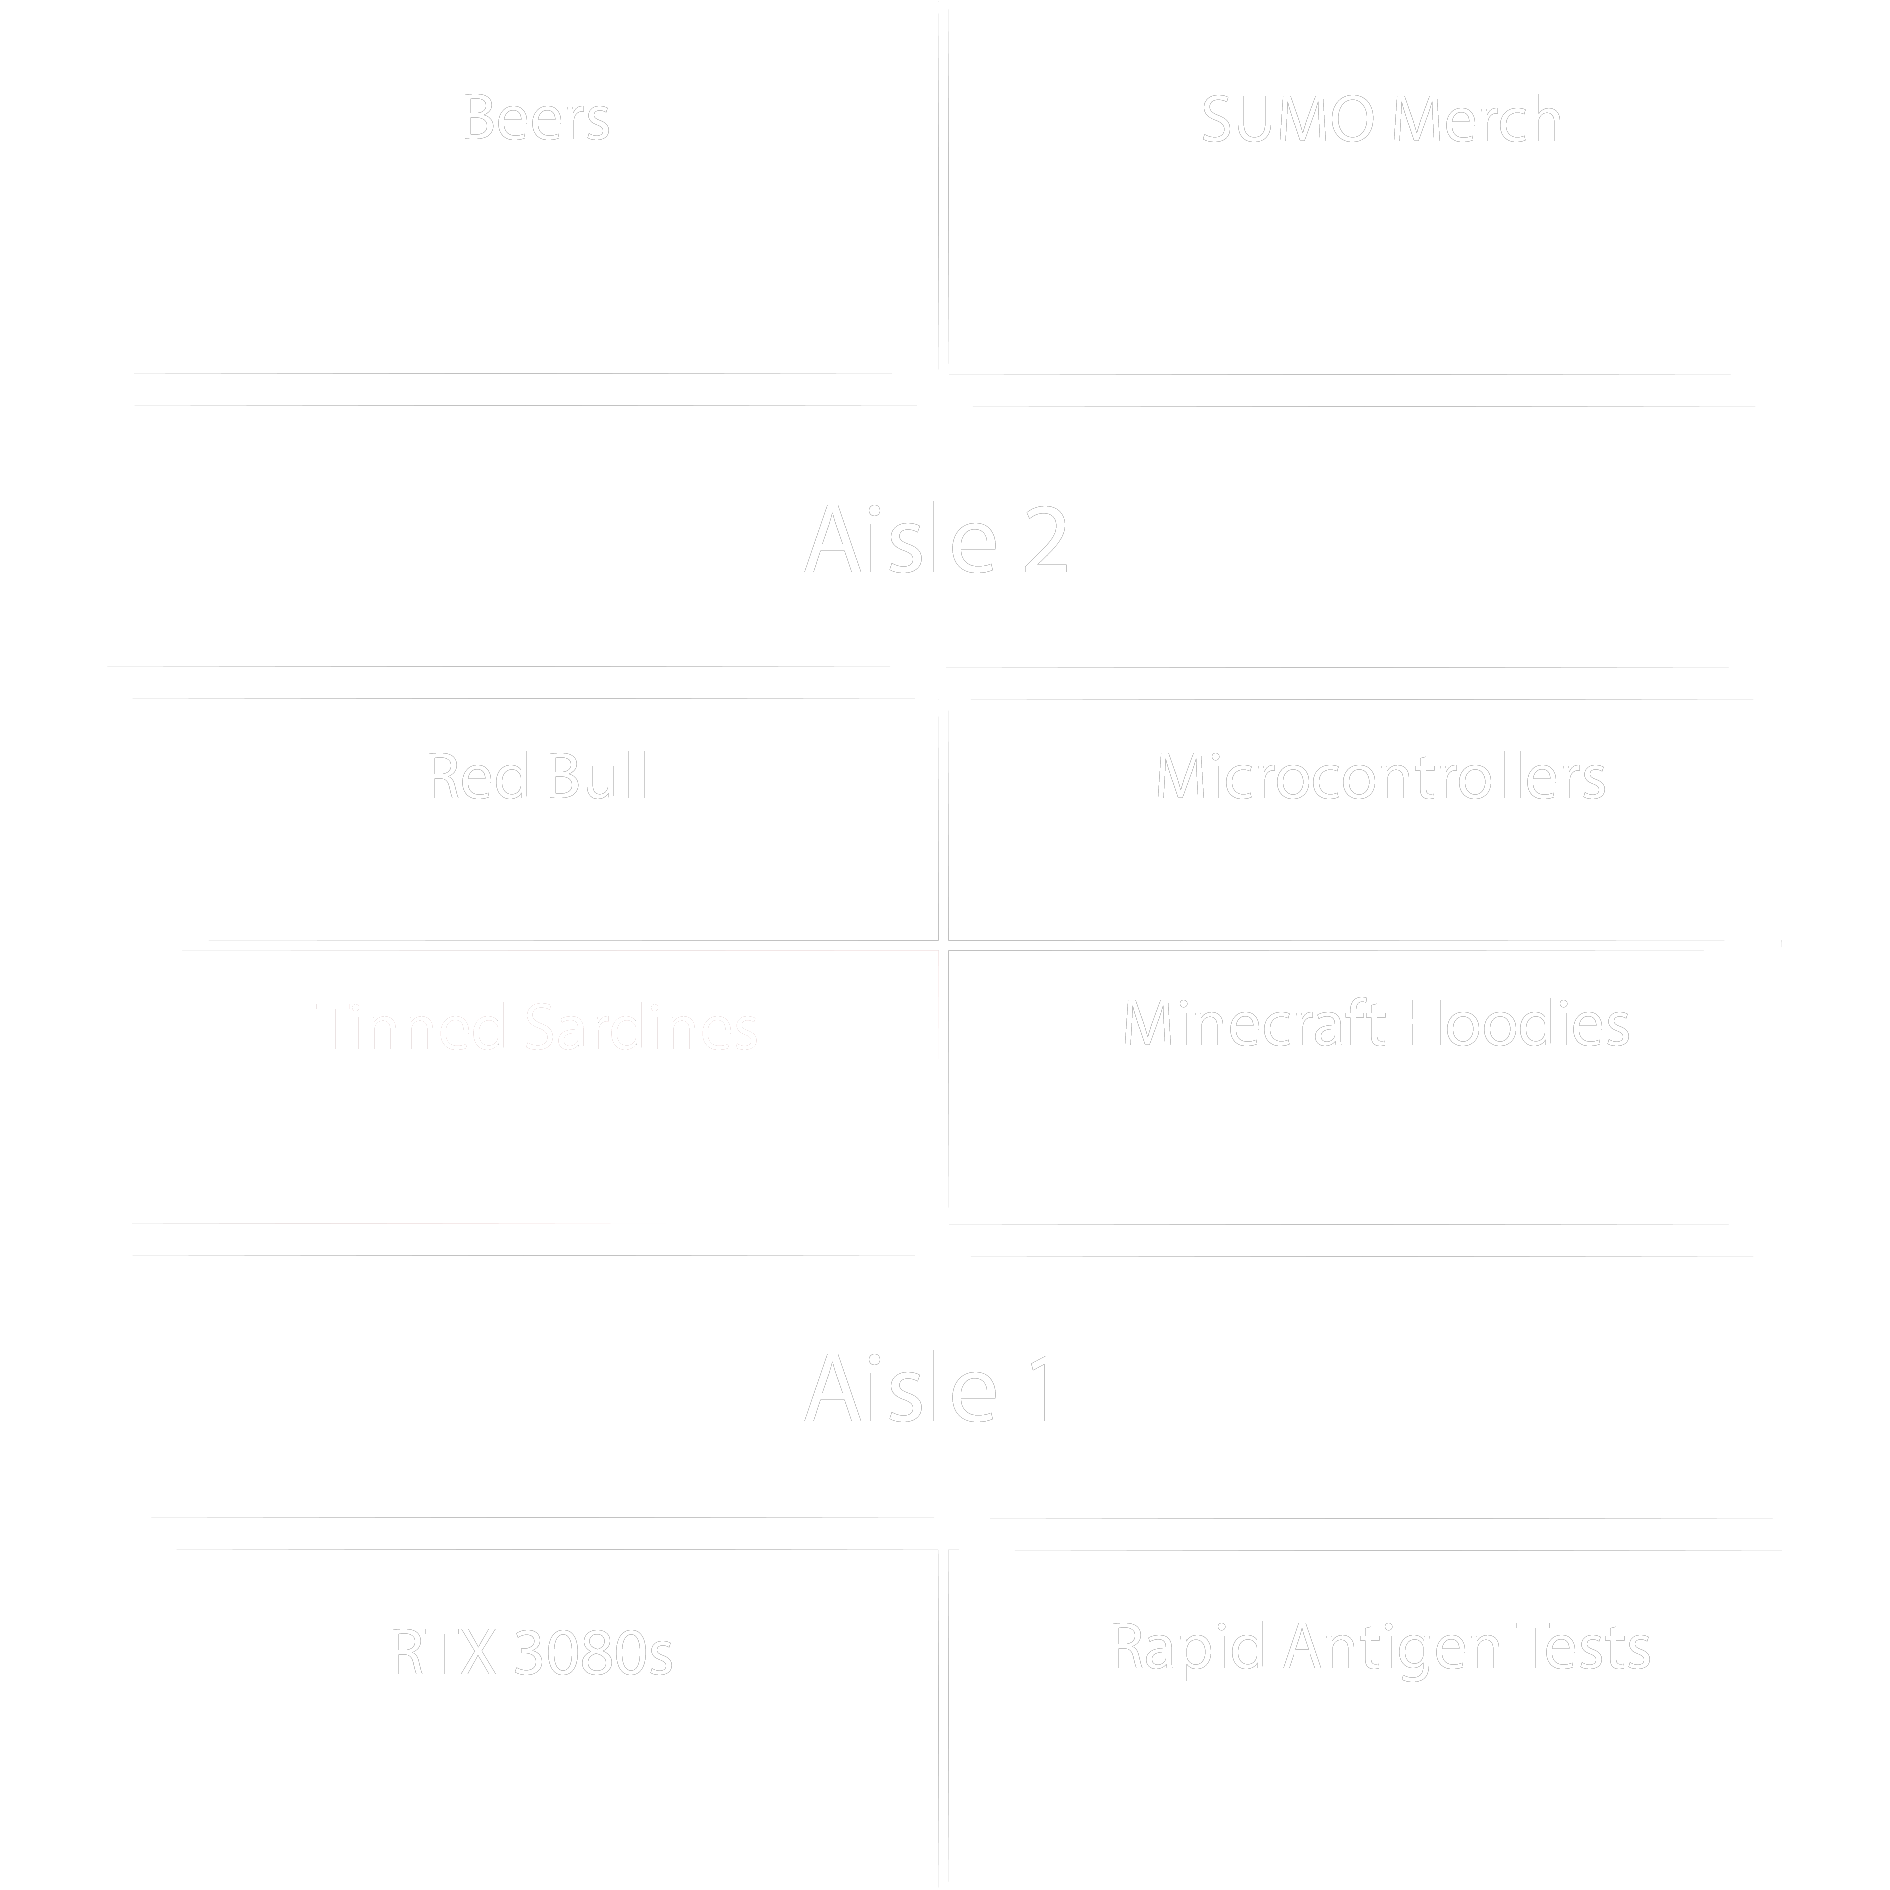 Beers
SUMO Merch
Aisle 2
Red Bull
Microcontrollers
Tinned Sardines
Minecraft Hoodies
Aisle 1
RTX 3080s
Rapid Antigen Tests